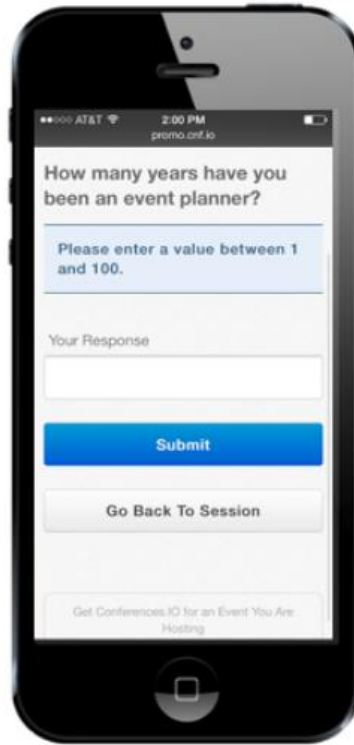 AT&T 2:00 PM
promo.cnf.io
How many years have you
been an event planner?
Please enter a value between 1
and 100.
Your Response
Submit
Go Back To Session
Get Conferences.IO for an Event You Are
Hosting